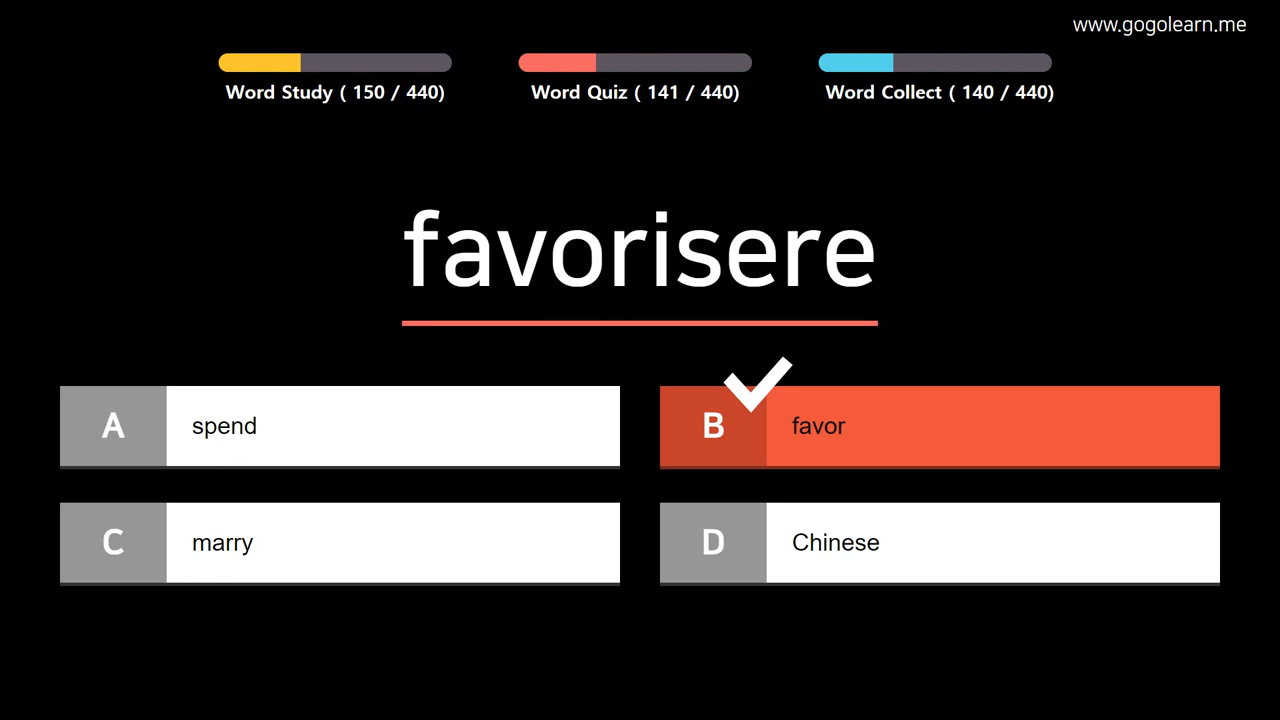 www.gogolearn.me
Word Study ( 150 / 440)
Word Quiz ( 141 / 440)
Word Collect ( 140 / 440)
favorisere
A spend
B favor
C marry
D Chinese